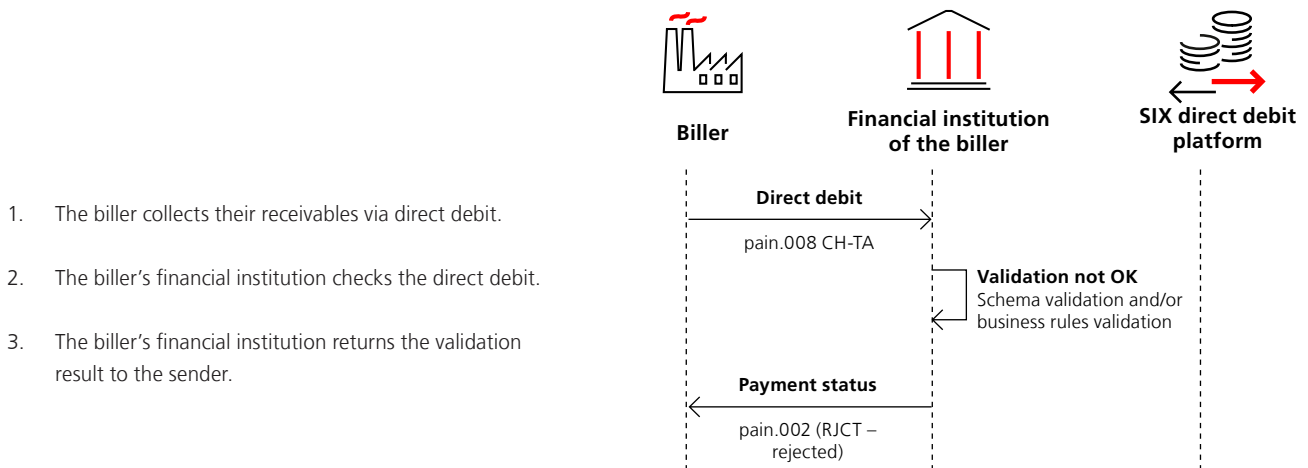 Biller
Financial institution
of the biller
SIX direct debit
platform
1. The biller collects their receivables via direct debit.
2. The biller’s financial institution checks the direct debit.
3. The biller’s financial institution returns the validation
result to the sender.
Direct debit
pain.008 CH-TA
Validation not OK
Schema validation and/or
business rules validation
Payment status
pain.002 (RJCT –
rejected)